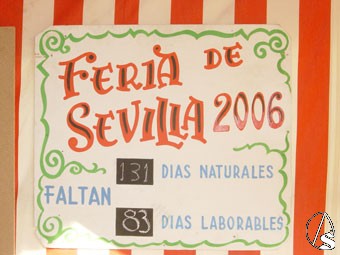 FERIA DE
SEVILLA 2006
131 DIAS NATURALES
FALTAN
83 DIAS LABORABLES